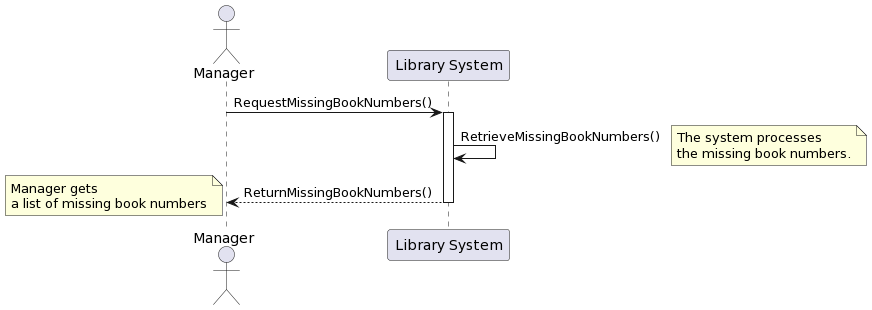 Manager
Library System
RequestMissingBookNumbers()
RetrieveMissingBookNumbers()
The system processes
the missing book numbers.
ReturnMissingBookNumbers()
Manager gets
a list of missing book numbers
Manager
Library System